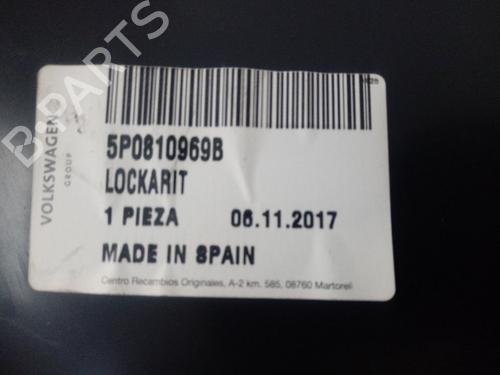 B-PARTS
VOLKSWAGEN
GROUP
5P0810969B
LOCKARIT
1 PIEZA 06.11.2017
MADE IN SPAIN
Centro Recambios Originales, A-2 km. 585, 08760 Martorell